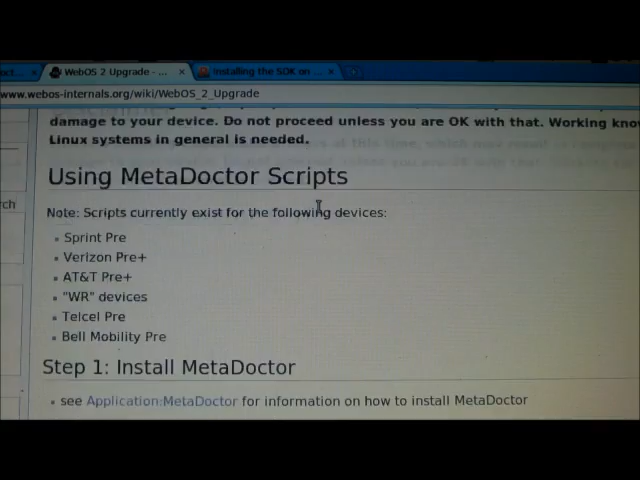 WebOS 2 Upgrade - ...
Installing the SDK on ...
www.webos-internals.org/wiki/WebOS_2_Upgrade
damage to your device. Do not proceed unless you are OK with that. Working
Linux systems in general is needed.
Using MetaDoctor Scripts
Note: Scripts currently exist for the following devices:
Sprint Pre
Verizon Pre+
AT&T Pre+
"WR" devices
Telcel Pre
Bell Mobility Pre
Step 1: Install MetaDoctor
see Application:MetaDoctor for information on how to install MetaDoctor